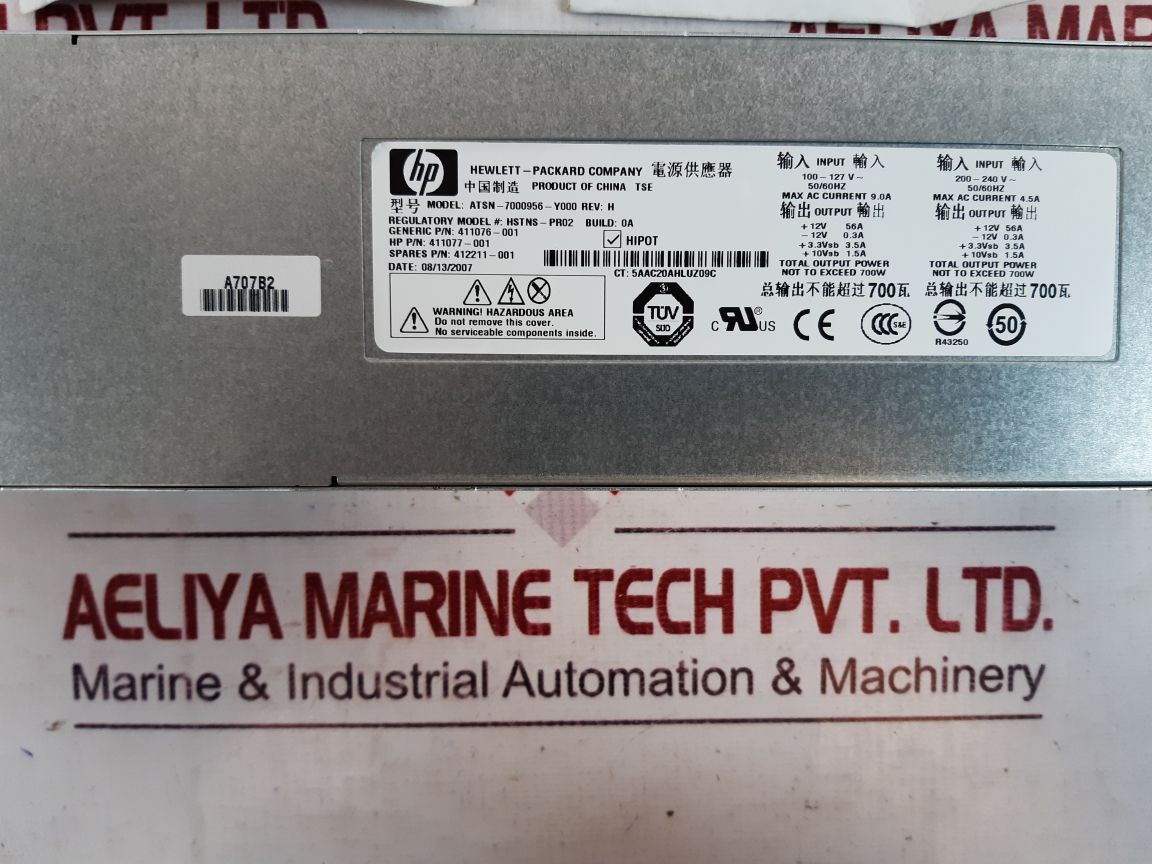 PVT. LTD.
AELIYA MAR
hp
HEWLETT-PACKARD COMPANY 電源供應器
中国制造 PRODUCT OF CHINA TSE
型号 MODEL: ATSN-7000956-Y000 REV: H
REGULATORY MODEL #: HSTNS-PR02 BUILD: 0A
GENERIC P/N: 411076-001
HP P/N: 411077-001
HIPOT
SPARES P/N: 412211-001
DATE: 08/13/2007
CT: 5AAC20AHLUZ09C
WARNING! HAZARDOUS AREA
Do not remove this cover.
No serviceable components inside.
输入 INPUT 輸入
100-127 V~
50/60HZ
MAX AC CURRENT 9.0A
输出 OUTPUT 輸出
+12V 56A
-12V 0.3A
+3.3Vsb 3.5A
+10Vsb 1.5A
TOTAL OUTPUT POWER
NOT TO EXCEED 700W
总输出不能超过700瓦
输入 INPUT 輸入
200-240 V~
50/60HZ
MAX AC CURRENT 4.5A
输出 OUTPUT 輸出
+12V 56A
-12V 0.3A
+3.3Vsb 3.5A
+10Vsb 1.5A
TOTAL OUTPUT POWER
NOT TO EXCEED 700W
总输出不能超过700瓦
TÜV
SÜD
C RU ® US
CE
CCC S&E
R43250
50
A707B2
AELIYA MARINE TECH PVT. LTD.
Marine & Industrial Automation & Machinery